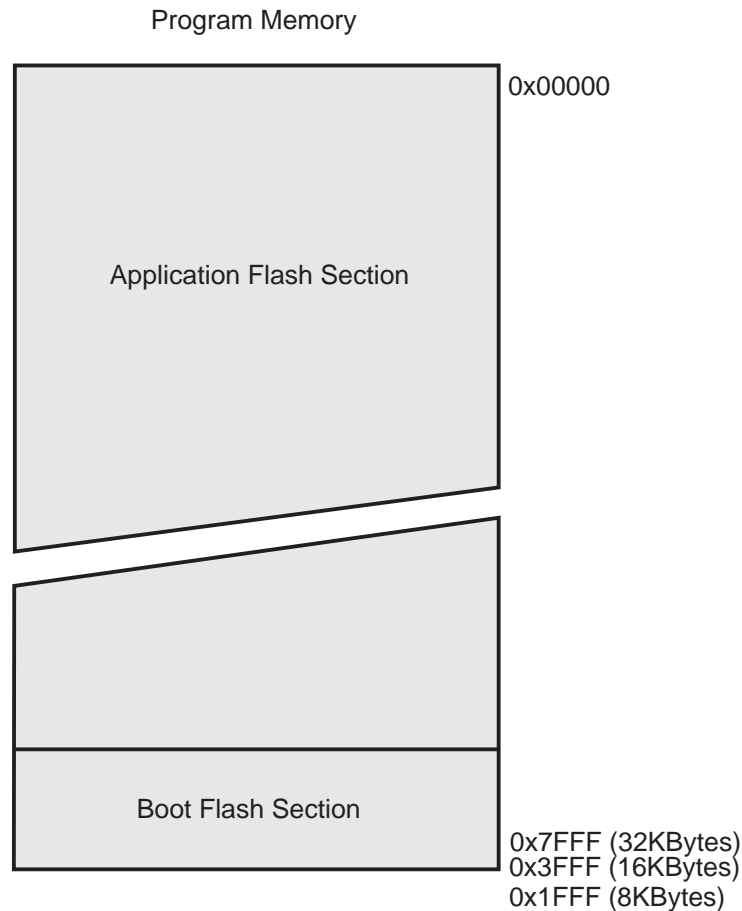 Program Memory
0x00000
Application Flash Section
Boot Flash Section
0x7FFF (32KBytes)
0x3FFF (16KBytes)
0x1FFF (8KBytes)